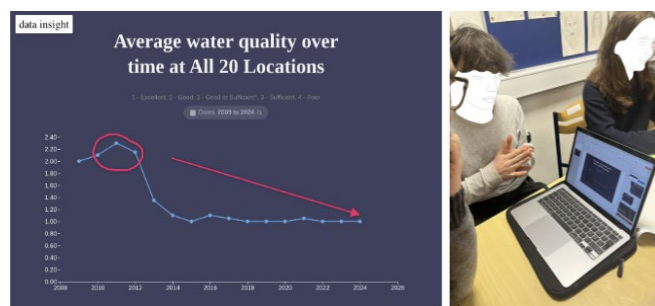 data insight
Average water quality over
time at All 20 Locations
1 - Excellent, 2 - Good, 3 - Good or Sufficient*, 3 - Sufficient, 4 - Poor
Dates 2009 to 2024
2.40
2.20
2.00
1.80
1.60
1.40
1.20
1.00
0.80
0.60
0.40
0.20
0.00
2008 2010 2012 2014 2016 2018 2020 2022 2024 2026